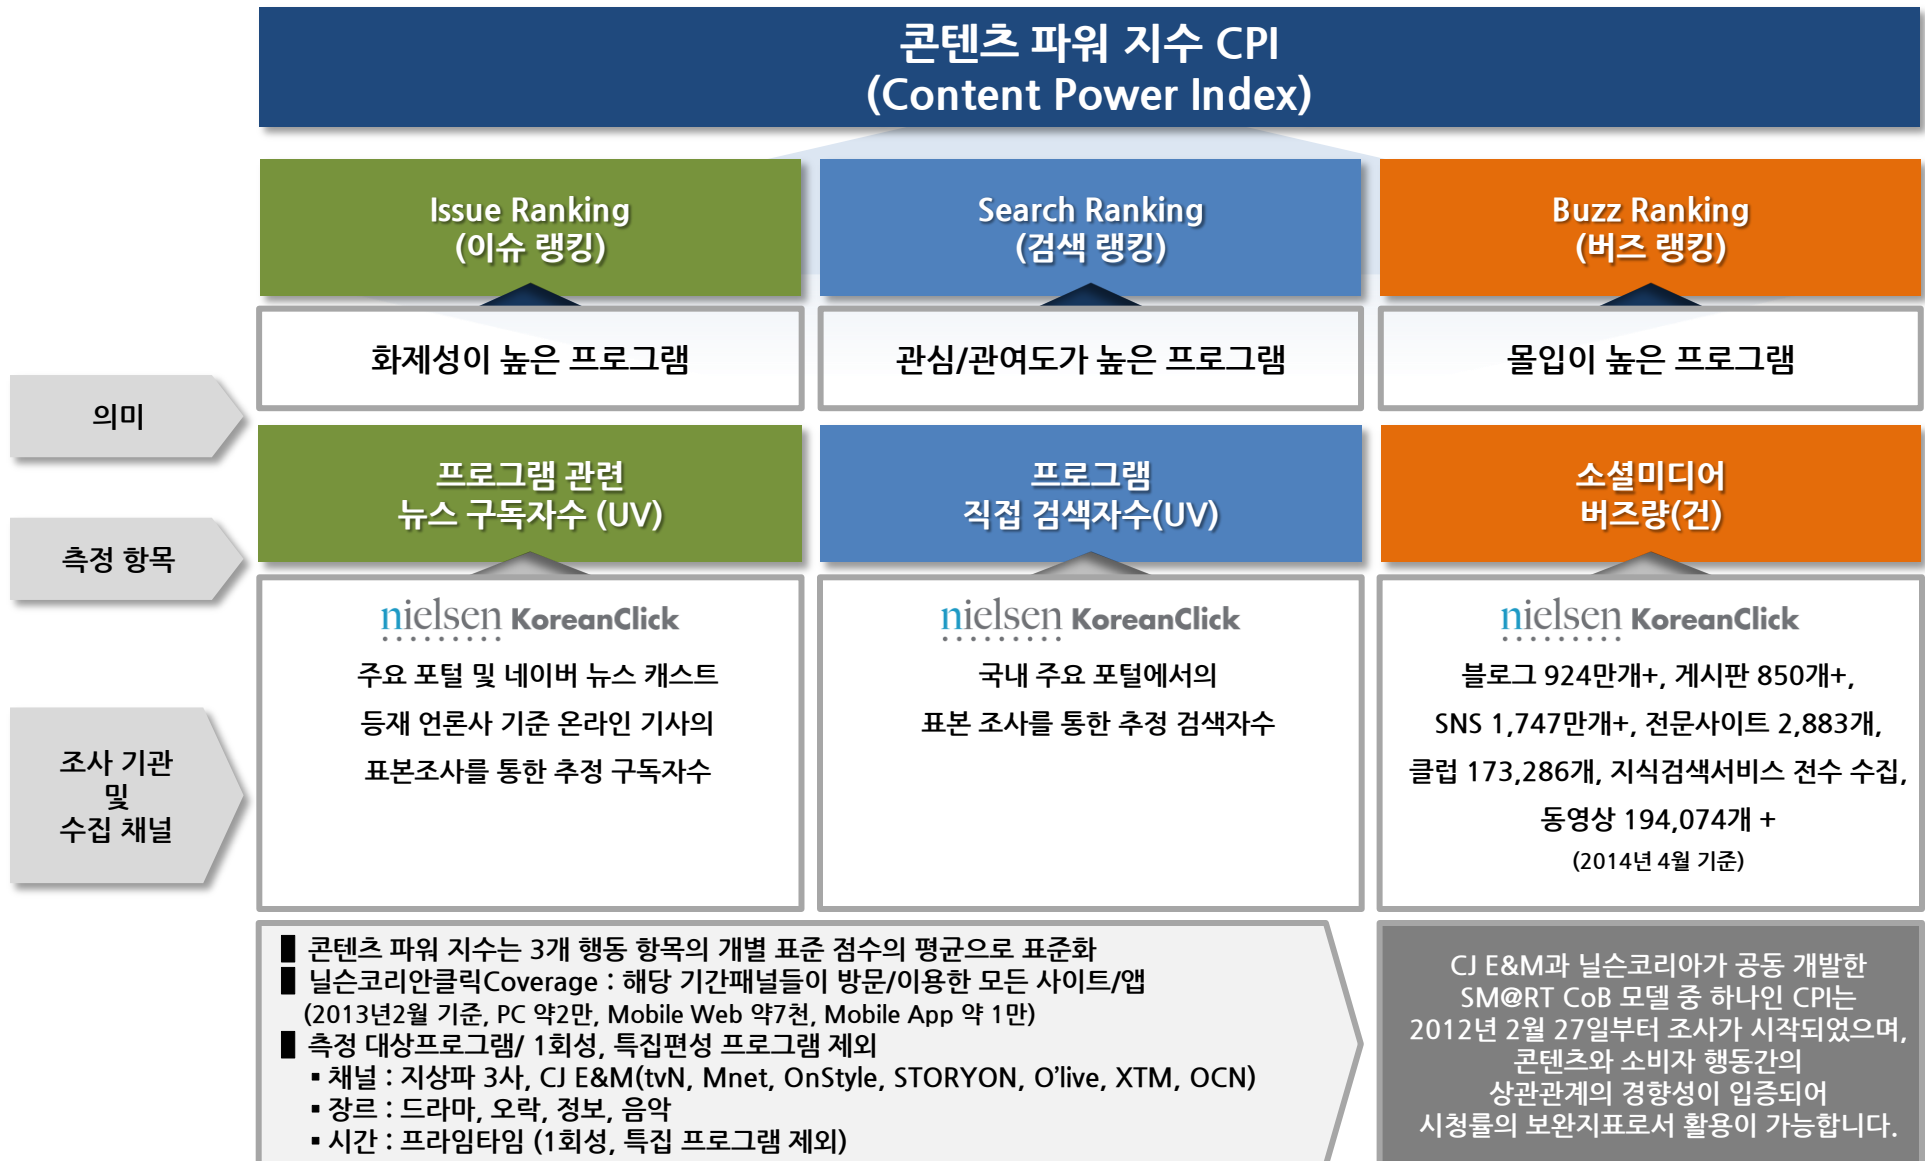 콘텐츠 파워 지수 CPI
(Content Power Index)
Issue Ranking
(이슈 랭킹)
Search Ranking
(검색 랭킹)
Buzz Ranking
(버즈 랭킹)
의미
화제성이 높은 프로그램
관심/관여도가 높은 프로그램
몰입이 높은 프로그램
측정 항목
프로그램 관련
뉴스 구독자수 (UV)
프로그램
직접 검색자수(UV)
소셜미디어
버즈량(건)
조사 기관
및
수집 채널
nielsen KoreanClick
주요 포털 및 네이버 뉴스 캐스트
등재 언론사 기준 온라인 기사의
표본조사를 통한 추정 구독자수
nielsen KoreanClick
국내 주요 포털에서의
표본 조사를 통한 추정 검색자수
nielsen KoreanClick
블로그 924만개+, 게시판 850개+,
SNS 1,747만개+, 전문사이트 2,883개,
클럽 173,286개, 지식검색서비스 전수 수집,
동영상 194,074개 +
(2014년 4월 기준)
▌콘텐츠 파워 지수는 3개 행동 항목의 개별 표준 점수의 평균으로 표준화
▌닐슨코리안클릭Coverage : 해당 기간패널들이 방문/이용한 모든 사이트/앱
(2013년2월 기준, PC 약2만, Mobile Web 약7천, Mobile App 약 1만)
▌측정 대상프로그램/ 1회성, 특집편성 프로그램 제외
▪ 채널 : 지상파 3사, CJ E&M(tvN, Mnet, OnStyle, STORYON, O’live, XTM, OCN)
▪ 장르 : 드라마, 오락, 정보, 음악
▪ 시간 : 프라임타임 (1회성, 특집 프로그램 제외)
CJ E&M과 닐슨코리아가 공동 개발한
SM@RT CoB 모델 중 하나인 CPI는
2012년 2월 27일부터 조사가 시작되었으며,
콘텐츠와 소비자 행동간의
상관관계의 경향성이 입증되어
시청률의 보완지표로서 활용이 가능합니다.